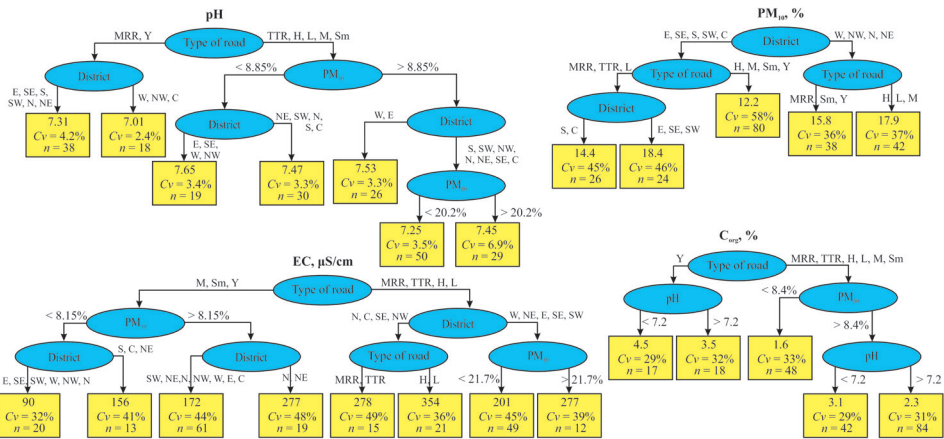 pH
MRR, Y
Type of road
TTR, H, L, M, Sm
District
< 8.85%
PM₁₀
> 8.85%
E, SE, S,
SW, N, NE
W, NW, C
7.31
Cv = 4.2%
n = 38
7.01
Cv = 2.4%
n = 18
District
NE, SW, N,
S, C
E, SE,
W, NW
7.65
Cv = 3.4%
n = 19
7.47
Cv = 3.3%
n = 30
W, E
District
S, SW, NW,
N, NE, SE, C
7.53
Cv = 3.3%
n = 26
PM₁₀
< 20.2%
> 20.2%
7.25
Cv = 3.5%
n = 50
7.45
Cv = 6.9%
n = 29
PM₁₀, %
E, SE, S, SW, C
District
W, NW, N, NE
MRR, TTR, L
Type of road
H, M, Sm, Y
Type of road
District
12.2
Cv = 58%
n = 80
MRR, Sm, Y
H, L, M
15.8
Cv = 36%
n = 38
17.9
Cv = 37%
n = 42
S, C
E, SE, SW
14.4
Cv = 45%
n = 26
18.4
Cv = 46%
n = 24
EC, µS/cm
M, Sm, Y
Type of road
MRR, TTR, H, L
< 8.15%
PM₁₀
> 8.15%
N, C, SE, NW
District
W, NE, E, SE, SW
District
S, C, NE
E, SE, SW, W, NW, N
District
SW, NE,N, NW, W, E, C
N, NE
Type of road
MRR, TTR
H, L
PM₁₀
< 21.7%
> 21.7%
90
Cv = 32%
n = 20
156
Cv = 41%
n = 13
172
Cv = 44%
n = 61
277
Cv = 48%
n = 19
278
Cv = 49%
n = 15
354
Cv = 36%
n = 21
201
Cv = 45%
n = 49
277
Cv = 39%
n = 12
Cₒᵣg, %
Y
Type of road
MRR, TTR, H, L, M, Sm
pH
< 8.4%
PM₁₀
> 8.4%
< 7.2
> 7.2
4.5
Cv = 29%
n = 17
3.5
Cv = 32%
n = 18
1.6
Cv = 33%
n = 48
pH
< 7.2
> 7.2
3.1
Cv = 29%
n = 42
2.3
Cv = 31%
n = 84